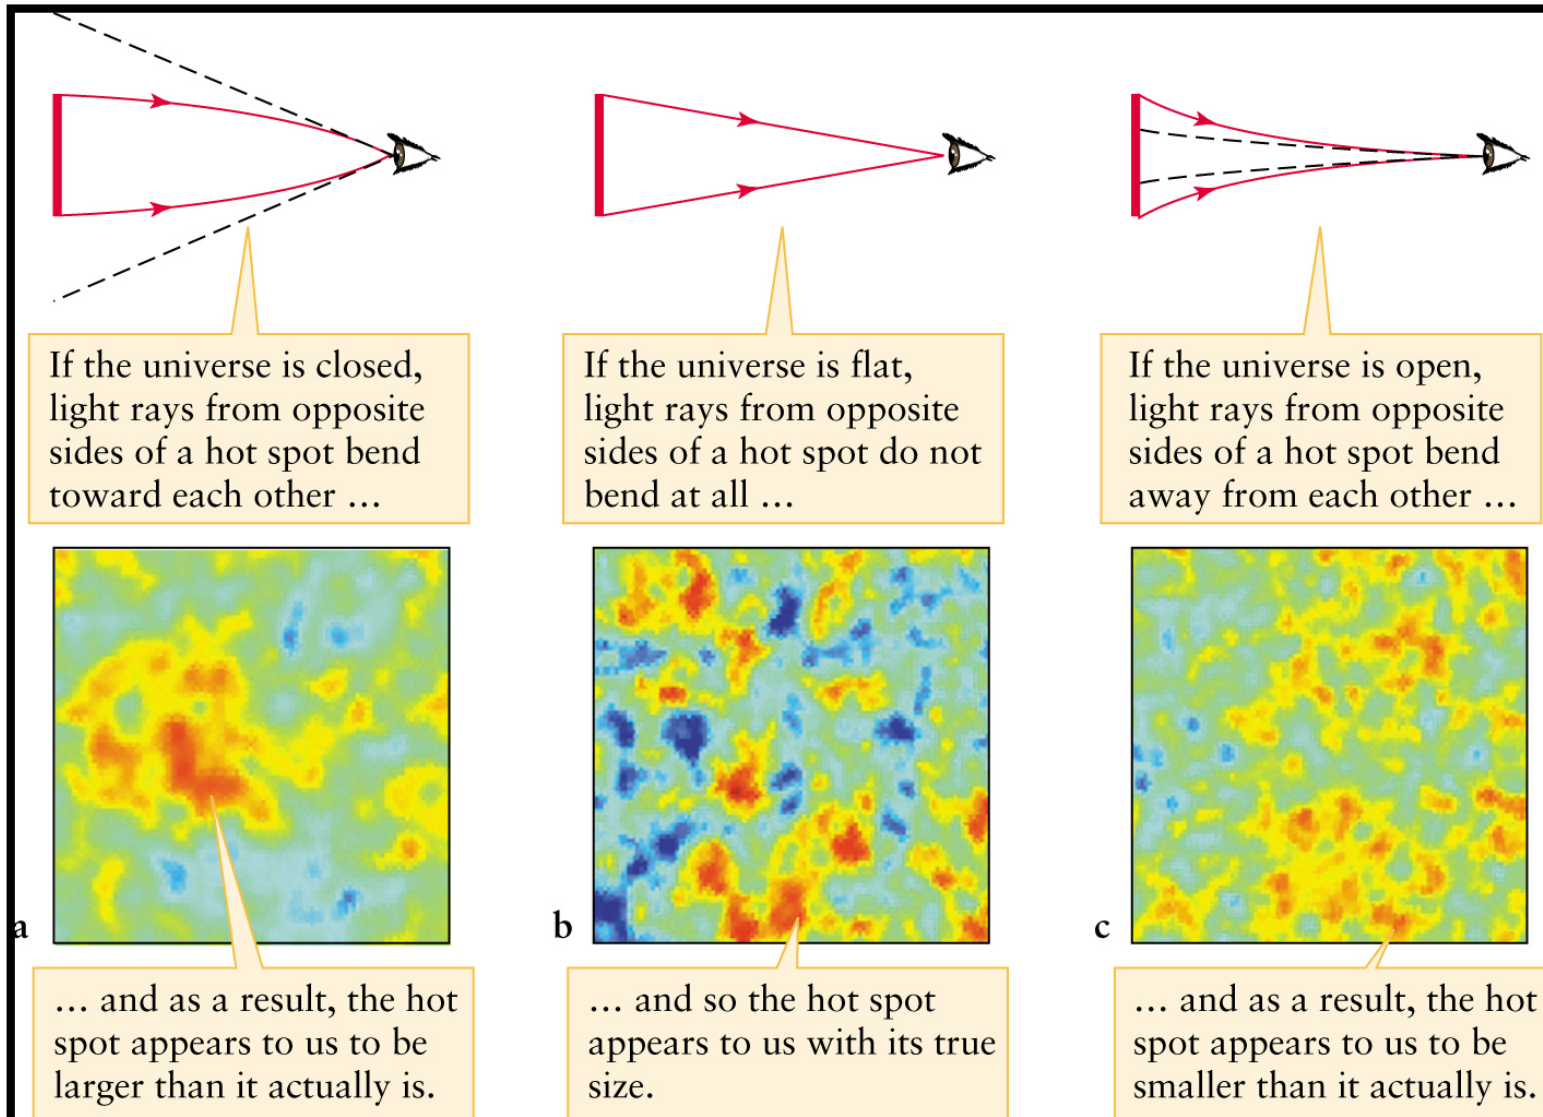 If the universe is closed,
light rays from opposite
sides of a hot spot bend
toward each other ...
If the universe is flat,
light rays from opposite
sides of a hot spot do not
bend at all ...
If the universe is open,
light rays from opposite
sides of a hot spot bend
away from each other ...
a
b
c
... and as a result, the hot
spot appears to us to be
larger than it actually is.
... and so the hot spot
appears to us with its true
size.
... and as a result, the hot
spot appears to us to be
smaller than it actually is.